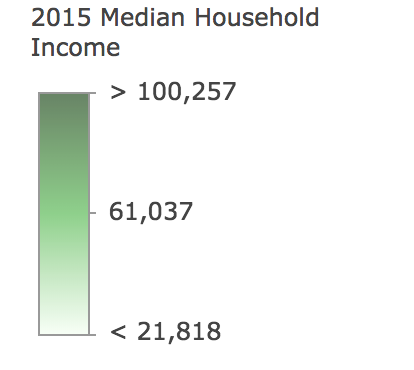 2015 Median Household
Income
> 100,257
61,037
< 21,818